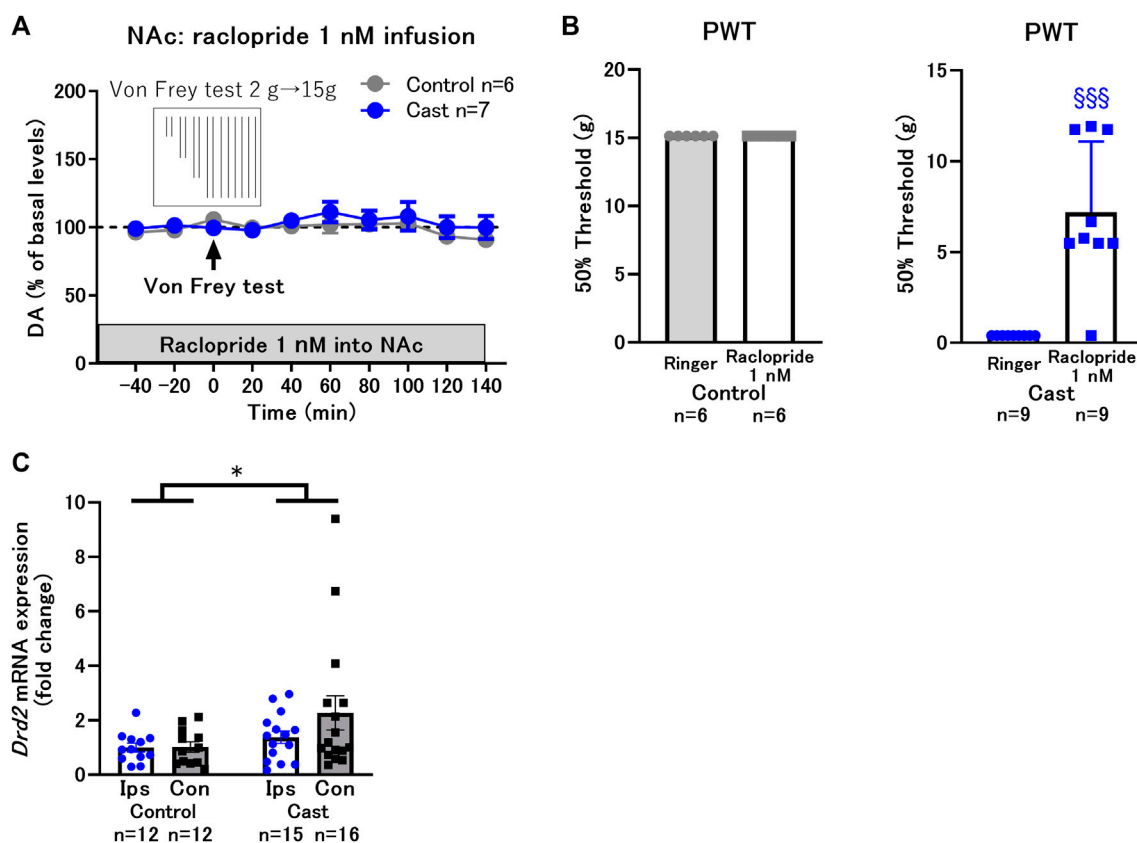 A
NAc: raclopride 1 nM infusion
Von Frey test 2 g→15g
Control n=6
Cast n=7
DA (% of basal levels)
200
150
100
50
0
Von Frey test
Raclopride 1 nM into NAc
−40 −20 0 20 40 60 80 100 120 140
Time (min)
B
PWT
50% Threshold (g)
20
15
10
5
0
Ringer Raclopride
1 nM
Control
n=6 n=6
PWT
50% Threshold (g)
15
10
5
0
§§§
Ringer Raclopride
1 nM
Cast
n=9 n=9
C
*
Drd2 mRNA expression
(fold change)
10
8
6
4
2
0
Ips Con Ips Con
Control Cast
n=12 n=12 n=15 n=16